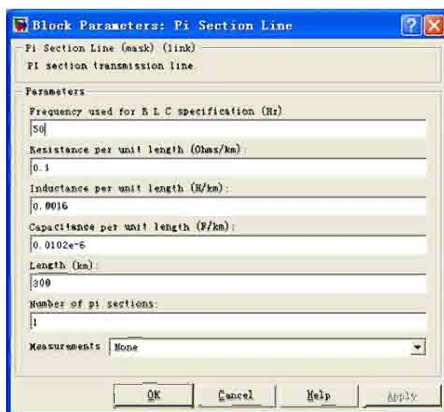 Block Parameters: Pi Section Line
Pi Section Line (mask) (link)
PI section transmission line
Parameters
Frequency used for R L C specification (Hz)
50
Resistance per unit length (Ohms/km):
0.1
Inductance per unit length (H/km):
0.0016
Capacitance per unit length (F/km):
0.0102e-6
Length (km):
300
Number of pi sections:
1
Measurements None
OK Cancel Help Apply